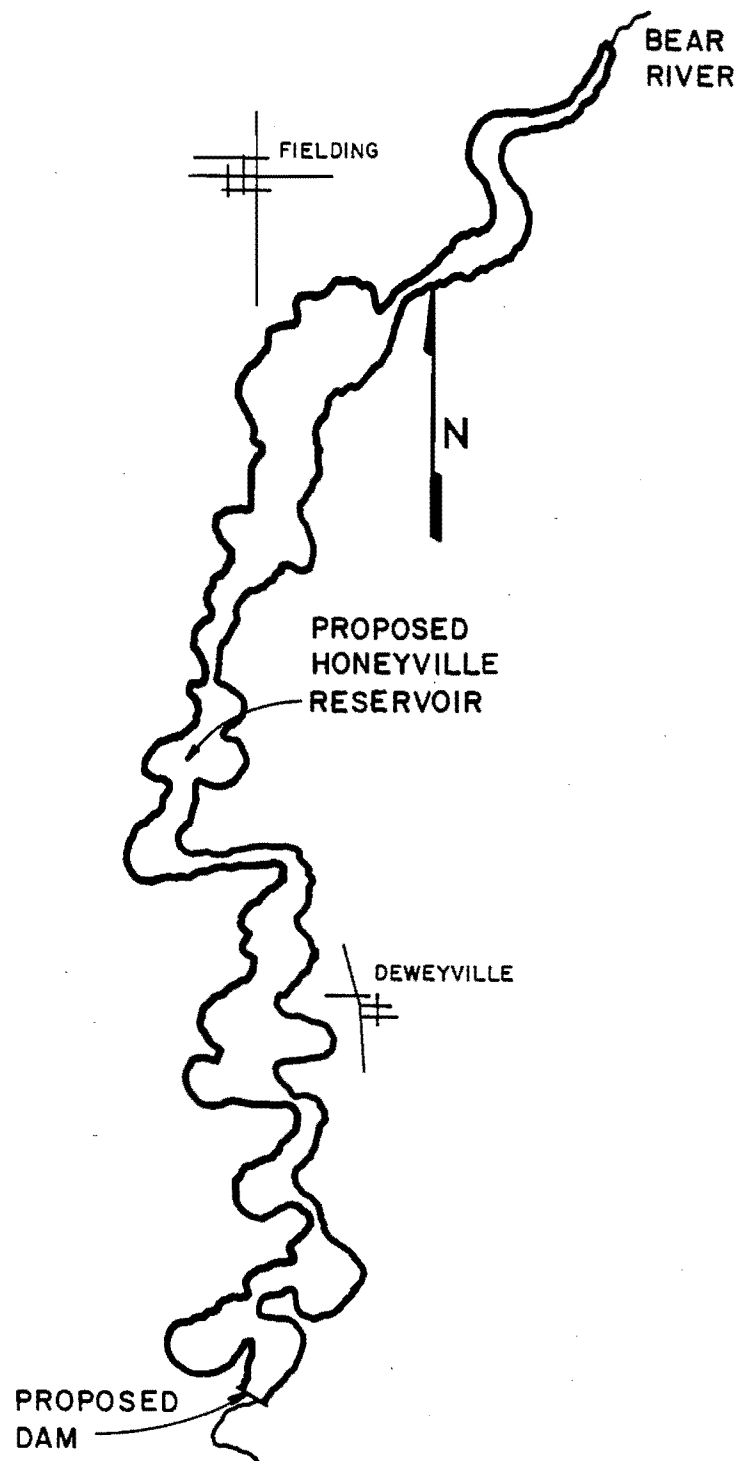 BEAR
RIVER
FIELDING
N
PROPOSED
HONEYVILLE
RESERVOIR
DEWEYVILLE
PROPOSED
DAM